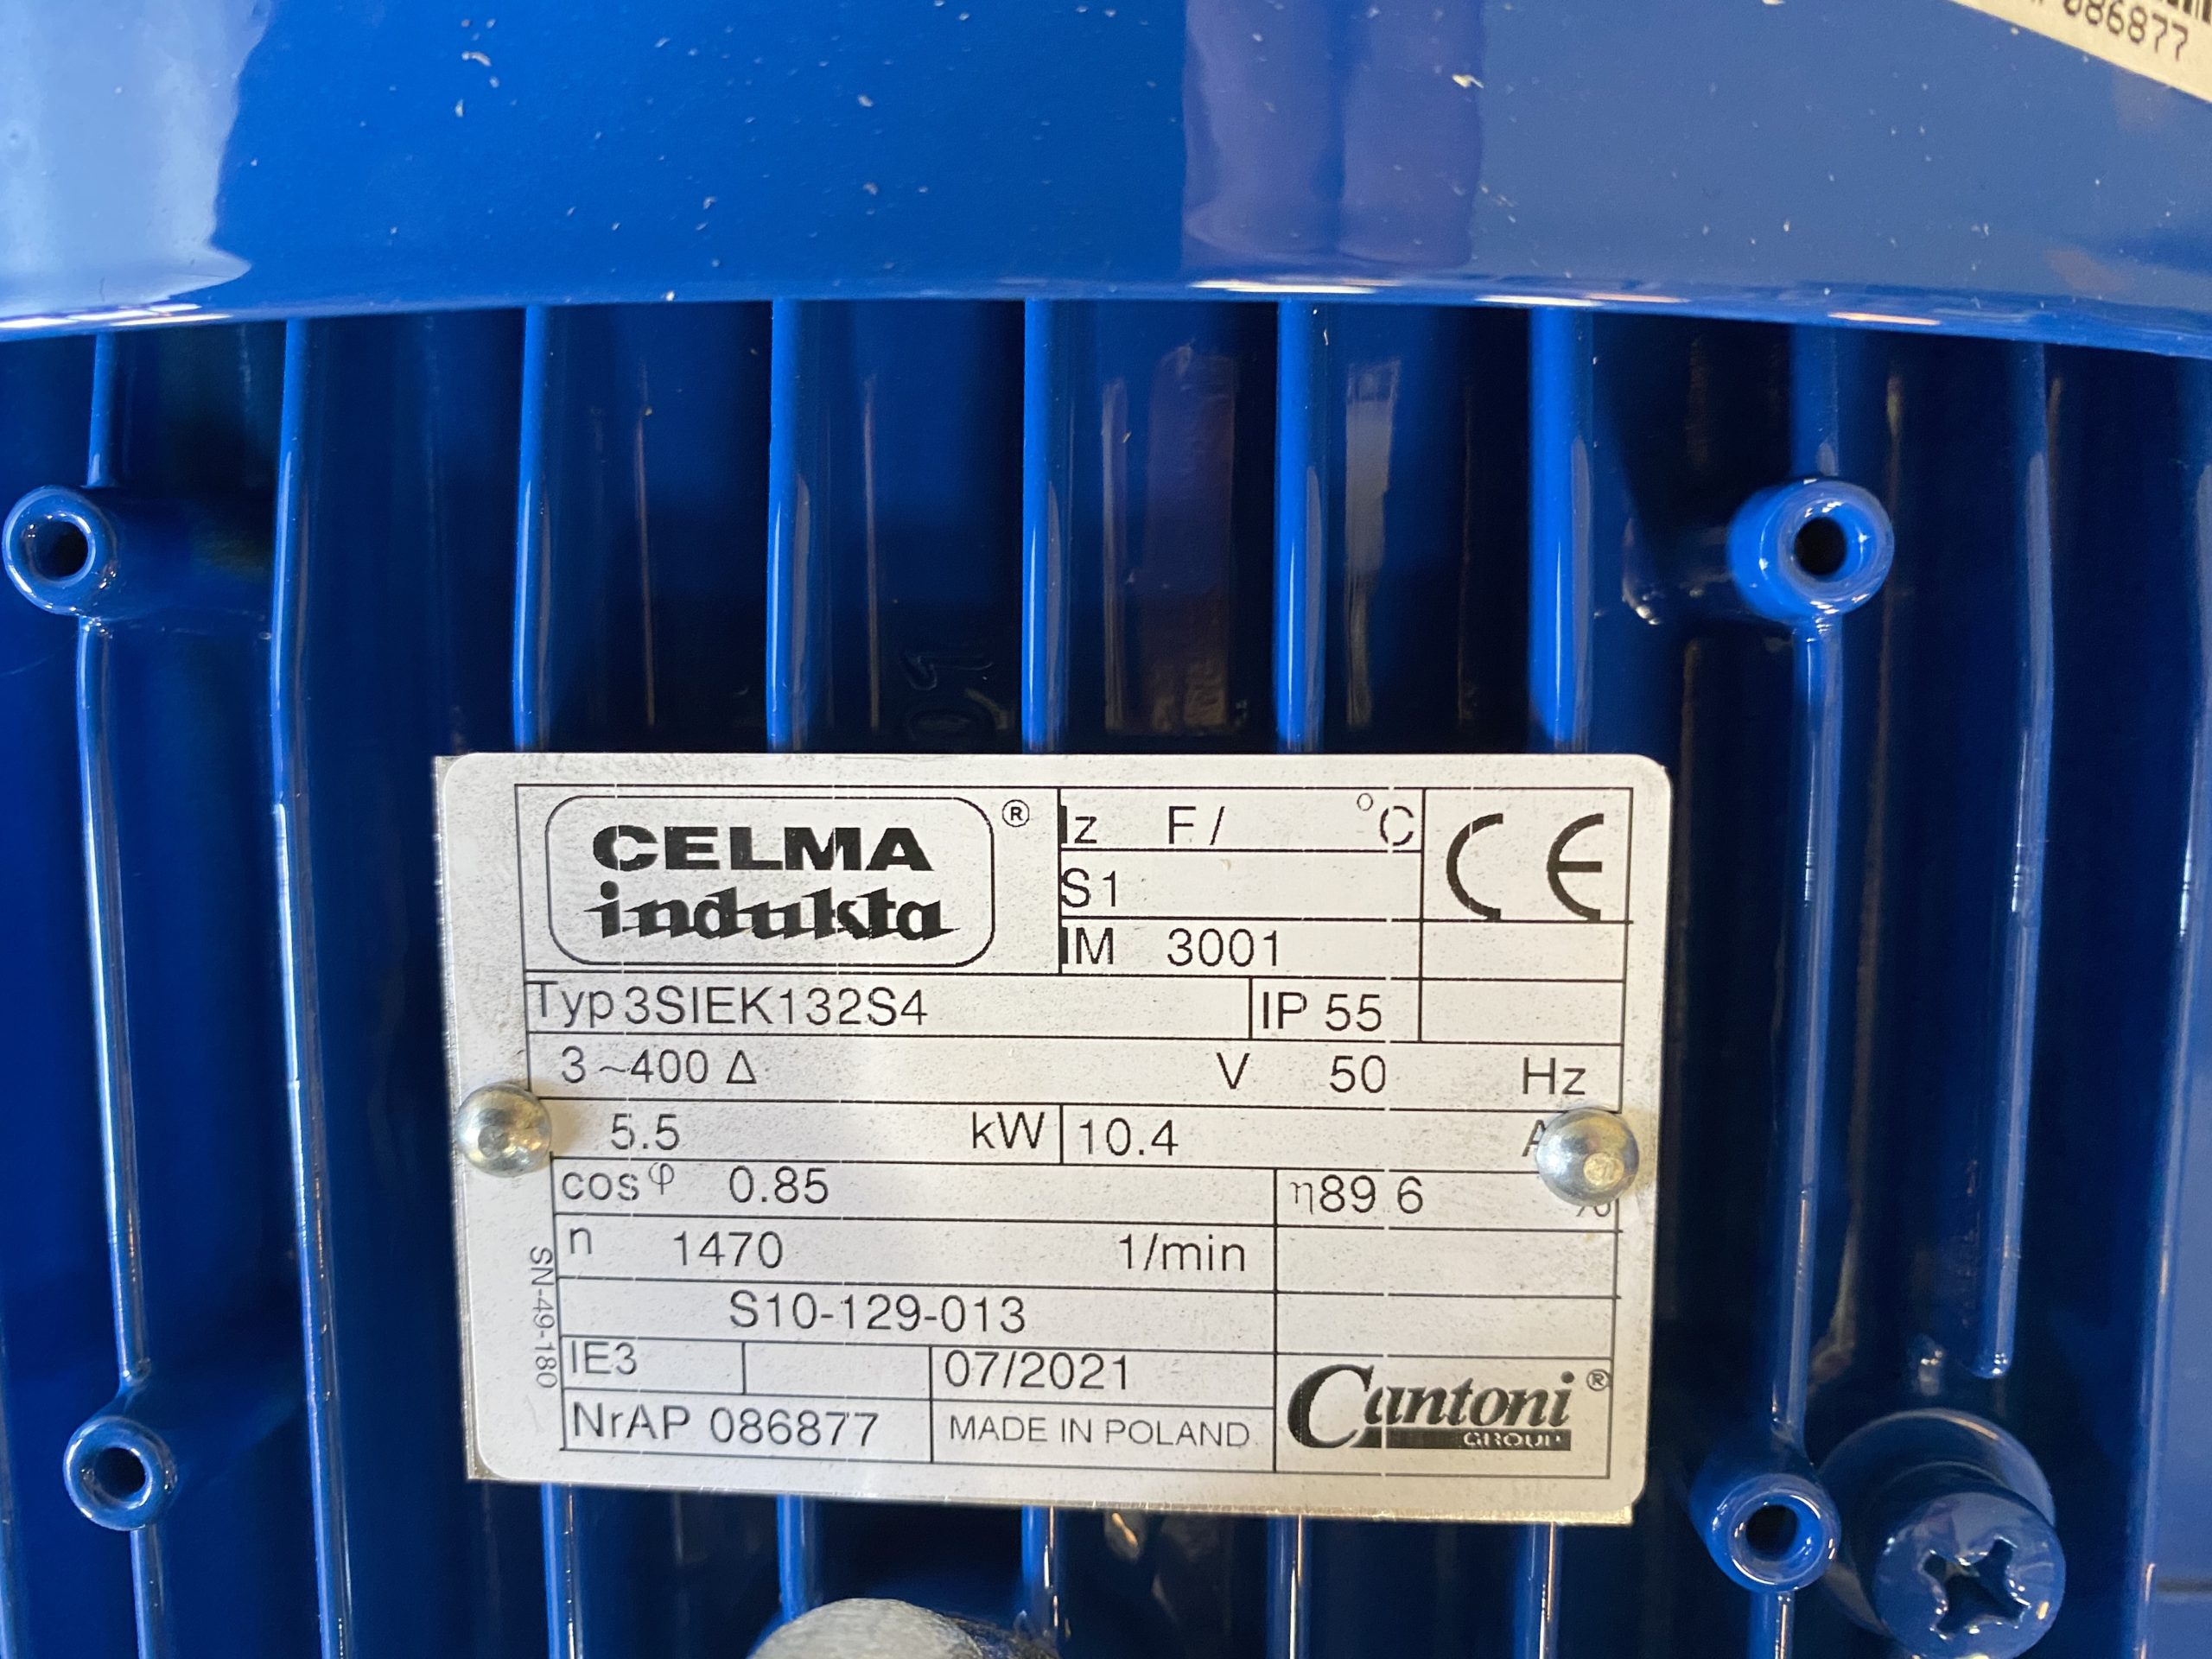 086877
CELMA ®
indukta
Iz F/ °C
CE
S1
IM 3001
Typ 3SIEK132S4 IP 55
3~400 Δ V 50 Hz
5.5 kW 10.4 A
cosφ 0.85 η89 6 %
n 1470 1/min
S10-129-013
IE3 07/2021
NrAP 086877 MADE IN POLAND
Cantoni ®
GROUP
SN-49-180